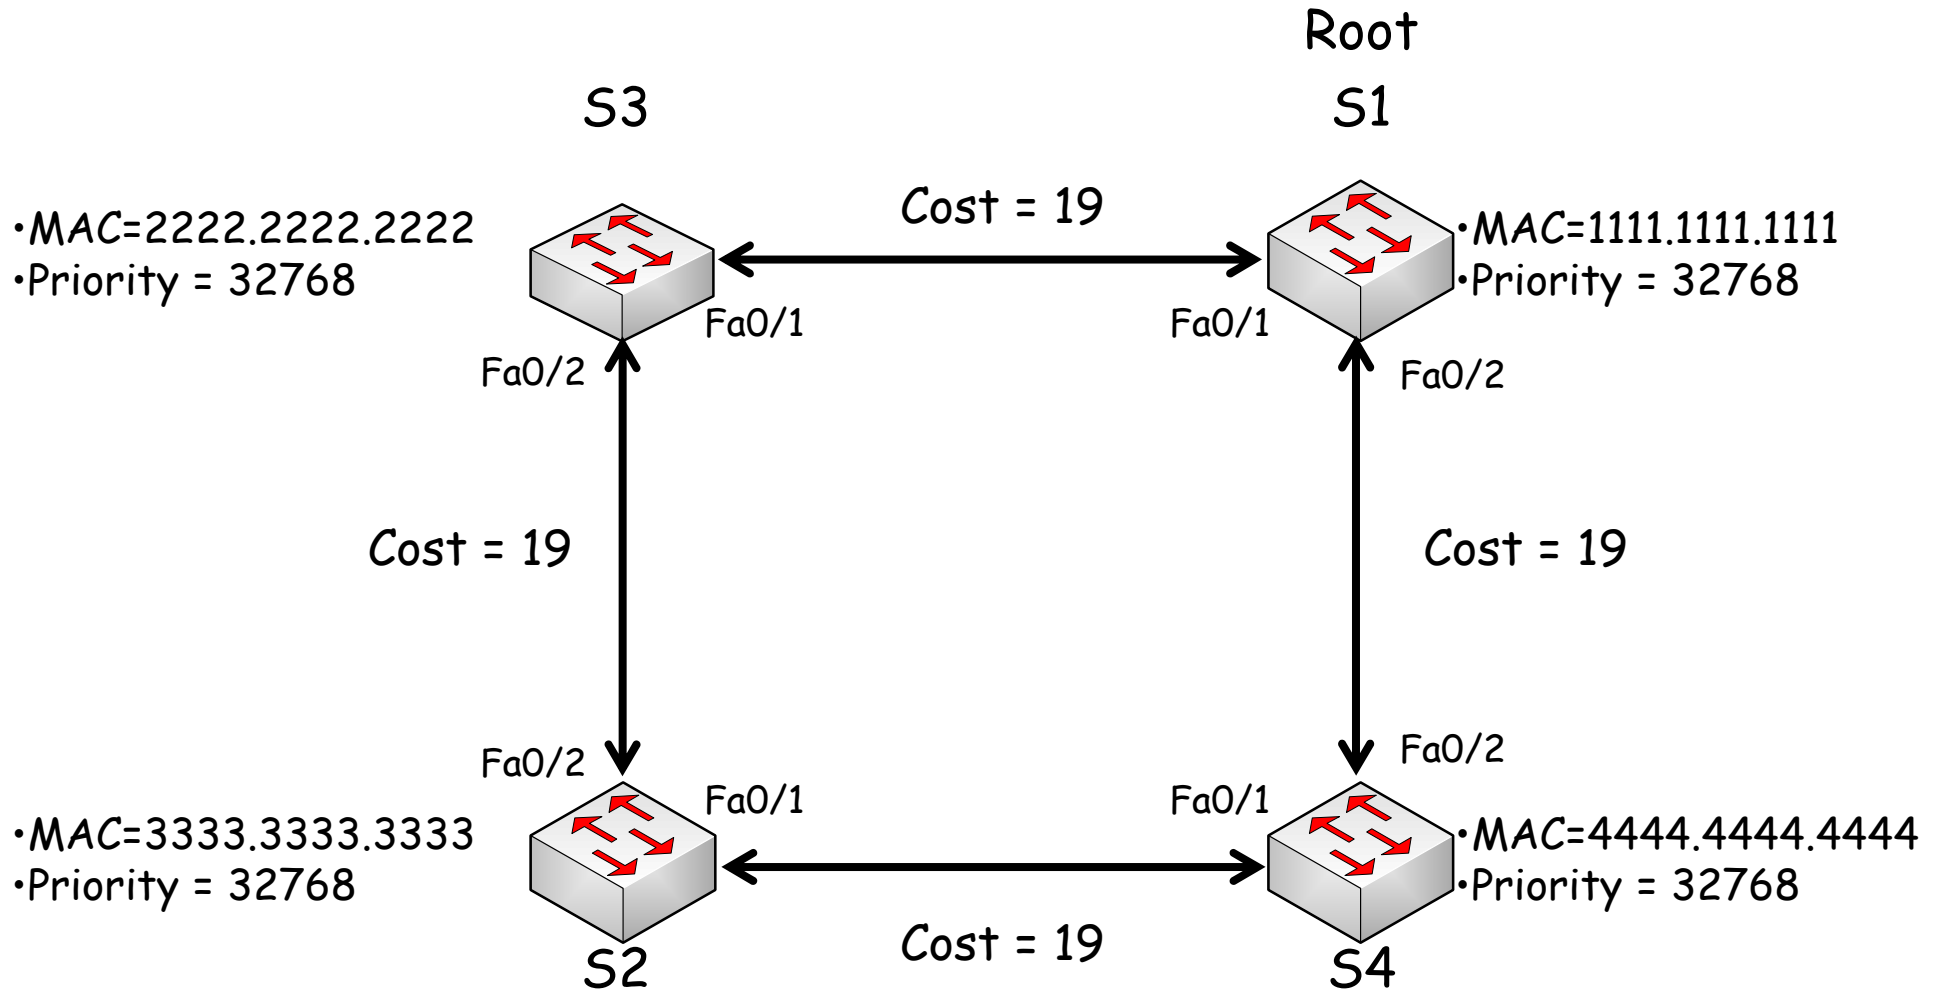 Root
S3
S1
Cost = 19
•MAC=2222.2222.2222
•Priority = 32768
•MAC=1111.1111.1111
•Priority = 32768
Fa0/1
Fa0/1
Fa0/2
Fa0/2
Cost = 19
Cost = 19
Fa0/2
Fa0/2
Fa0/1
Fa0/1
•MAC=3333.3333.3333
•Priority = 32768
•MAC=4444.4444.4444
•Priority = 32768
Cost = 19
S2
S4